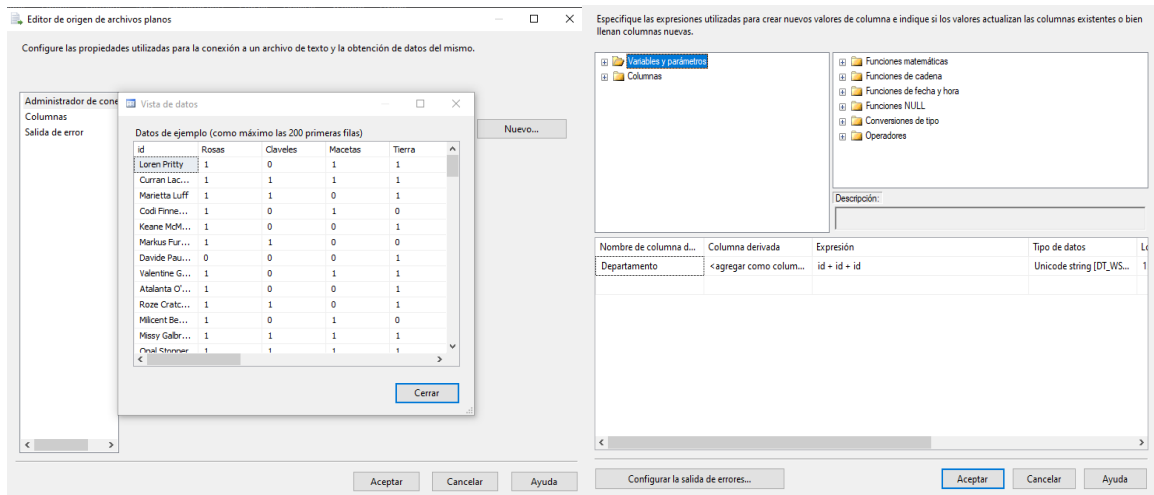 Editor de origen de archivos planos
Configure las propiedades utilizadas para la conexión a un archivo de texto y la obtención de datos del mismo.
Administrador de cone
Columnas
Salida de error
Nuevo...
Vista de datos
Datos de ejemplo (como máximo las 200 primeras filas)
id Rosas Claveles Macetas Tierra
Loren Pritty 1 0 1 1
Curran Lac... 1 1 1 1
Marietta Luff 1 1 0 1
Codi Finne... 1 0 1 0
Keane McM... 1 0 0 1
Markus Fur... 1 1 0 0
Davide Pau... 0 0 0 1
Valentine G... 1 0 1 1
Atalanta O'... 1 0 0 1
Roze Cratc... 1 1 0 1
Milicent Be... 1 0 1 0
Missy Galbr... 1 1 1 1
Opal Stopper 1 1 1 1
Cerrar
Aceptar Cancelar Ayuda
Especifique las expresiones utilizadas para crear nuevos valores de columna e indique si los valores actualizan las columnas existentes o bien
llenan columnas nuevas.
Variables y parámetros
Columnas
Funciones matemáticas
Funciones de cadena
Funciones de fecha y hora
Funciones NULL
Conversiones de tipo
Operadores
Descripción:
Nombre de columna d... Columna derivada Expresión Tipo de datos Lo
Departamento <agregar como colum... id + id + id Unicode string [DT_WS... 1
Configurar la salida de errores...
Aceptar Cancelar Ayuda